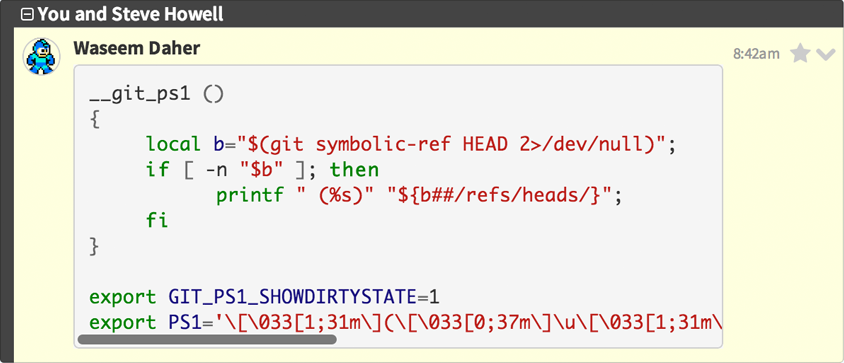 You and Steve Howell
Waseem Daher
8:42am
__git_ps1 ()
{
     local b="$(git symbolic-ref HEAD 2>/dev/null)";
     if [ -n "$b" ]; then
           printf " (%s)" "${b##/refs/heads/}";
     fi
}
export GIT_PS1_SHOWDIRTYSTATE=1
export PS1='\[\033[1;31m\](\[\033[0;37m\]\u\[\033[1;31m\